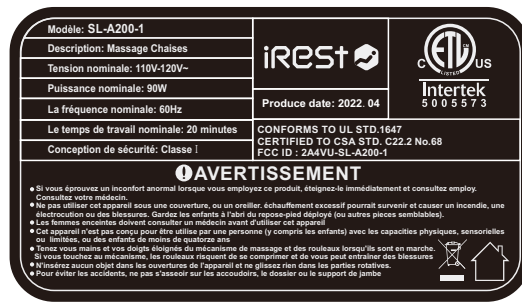 Modèle: SL-A200-1
Description: Massage Chaises
Tension nominale: 110V-120V~
Puissance nominale: 90W
La fréquence nominale: 60Hz
Le temps de travail nominale: 20 minutes
Conception de sécurité: Classe I
iRest
Produce date: 2022. 04
ETL
CM
LISTED
C US
Intertek
5005573
CONFORMS TO UL STD.1647
CERTIFIED TO CSA STD. C22.2 No.68
FCC ID : 2A4VU-SL-A200-1
AVERTISSEMENT
Si vous éprouvez un inconfort anormal lorsque vous employez ce produit, éteignez-le immédiatement et consultez employ.
Consultez votre médecin.
Ne pas utiliser cet appareil sous une couverture, ou un oreiller. échauffement excessif pourrait survenir et causer un incendie, une
électrocution ou des blessures. Gardez les enfants à l'abri du repose-pied déployé (ou autres pieces semblables).
Les femmes enceintes doivent consulter un médecin avant d'utiliser cet appareil
Cet apareil n'est pas conçu pour être utilise par une personne (y compris les enfants) avec les capacities physiques, sensorielles
ou limitées, ou des enfants de moins de quatorze ans
Tenez vous mains et vos doigts éloignés du mécanisme de massage et des rouleaux lorsqu'ils sont en marche.
Si vous touchez au mécanisme, les rouleaux risquent de se comprimer et de vous peut entraîner des blessures
N'insérez aucun objet dans les ouvertures de l'appareil et ne glissez rien dans les parties rotatives.
Pour éviter les accidents, ne pas s'asseoir sur les accoudoirs, le dossier ou le support de jambe